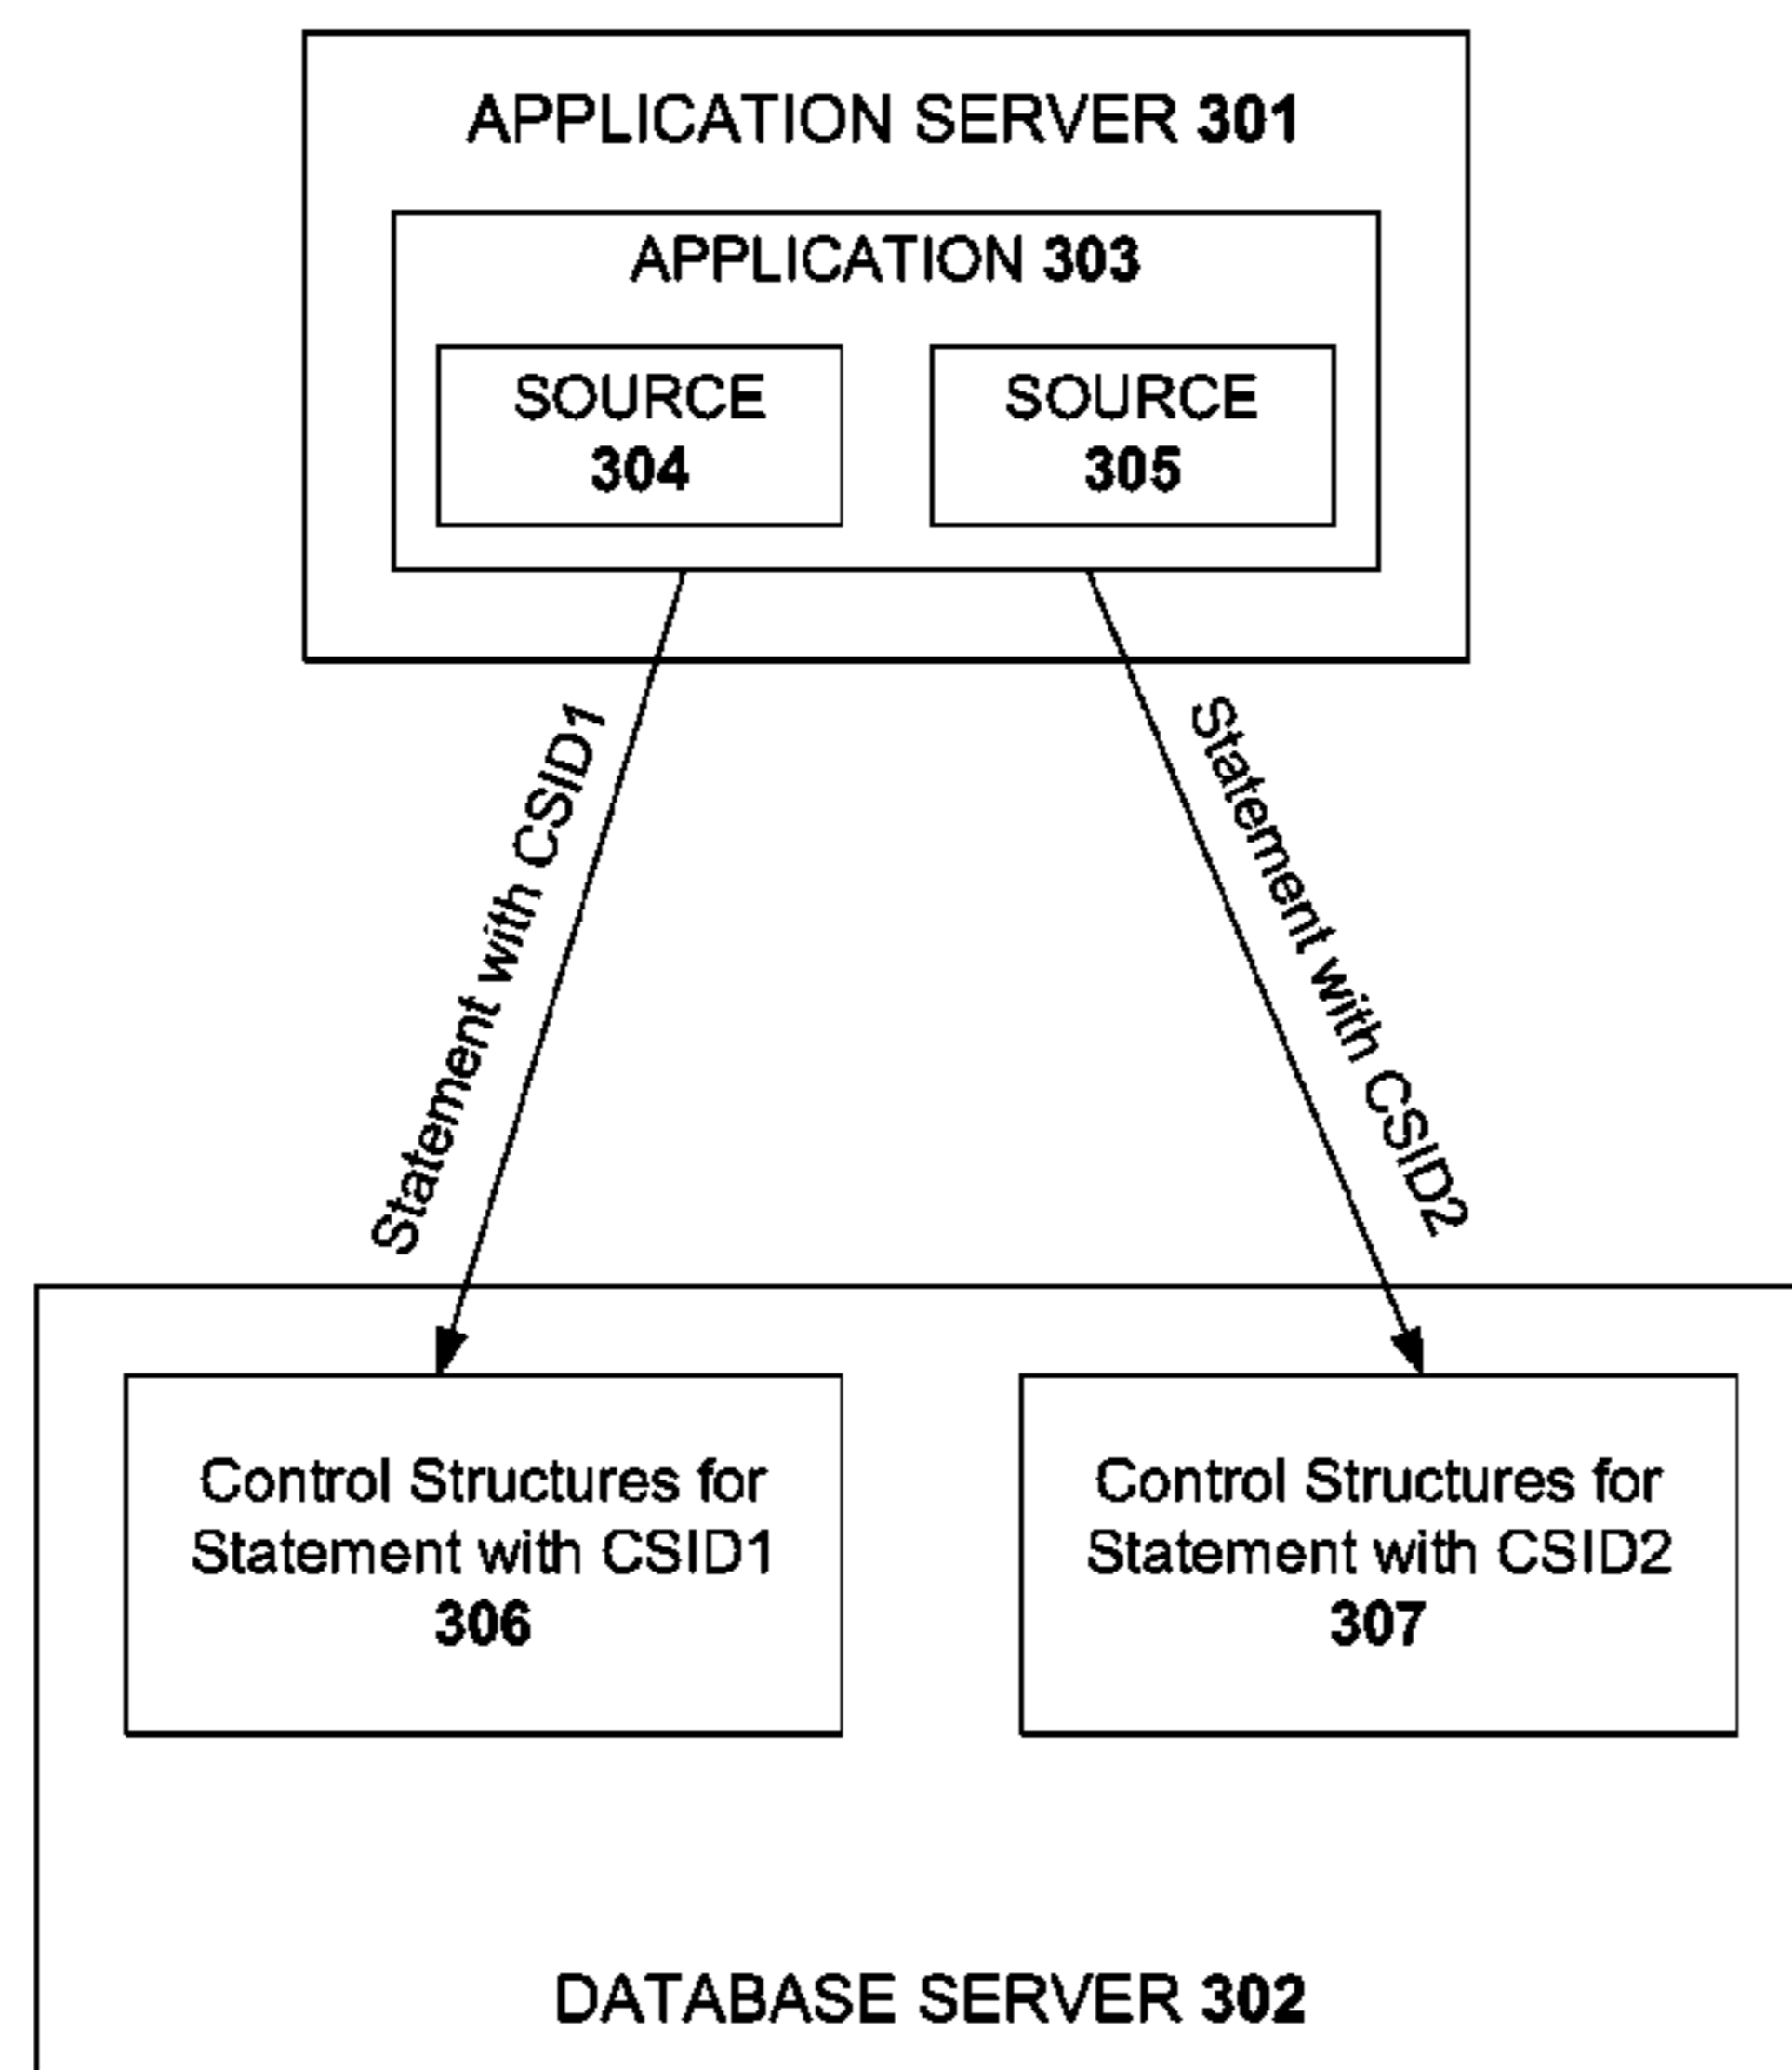 APPLICATION SERVER 301
APPLICATION 303
SOURCE
304
SOURCE
305
Statement with CSID1
Statement with CSID2
Control Structures for
Statement with CSID1
306
Control Structures for
Statement with CSID2
307
DATABASE SERVER 302